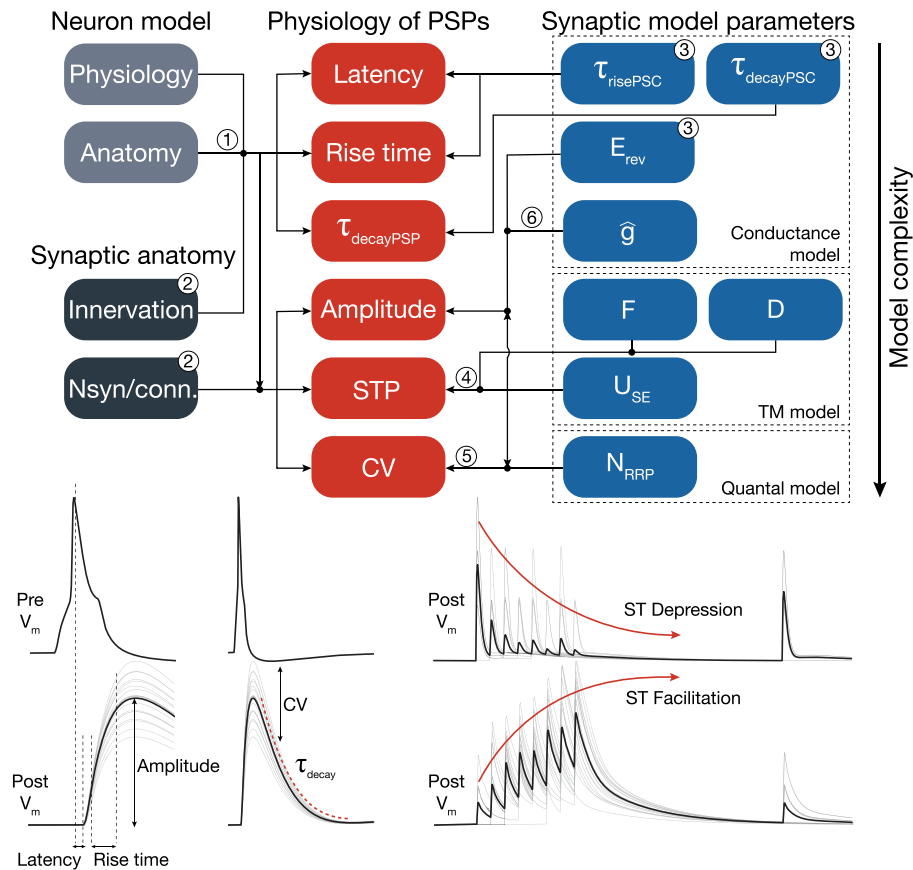 Neuron model
Physiology of PSPs
Synaptic model parameters
Physiology
Latency
τrisePSC
3
τdecayPSC
3
1
Anatomy
Rise time
Erev
3
τdecayPSP
6
ĝ
Conductance
model
Synaptic anatomy
Innervation
2
Amplitude
F
D
Nsyn/conn.
2
STP
4
USE
TM model
CV
5
NRRP
Quantal model
Model complexity
Pre
Vm
Post
Vm
ST Depression
CV
ST Facilitation
Amplitude
τdecay
Post
Vm
Post
Vm
Latency
Rise time